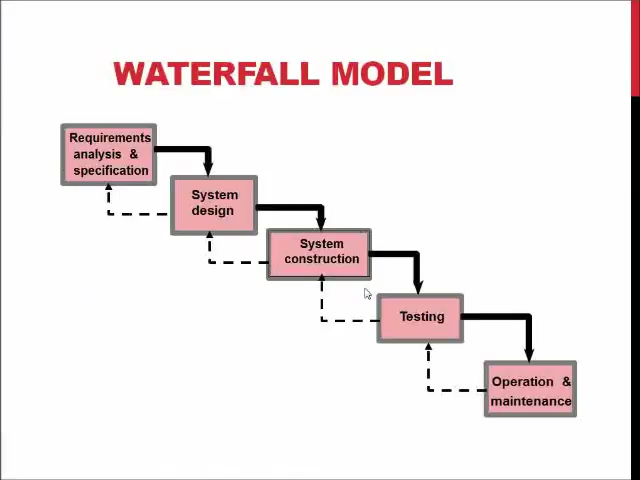 WATERFALL MODEL
Requirements
analysis &
specification
System
design
System
construction
Testing
Operation &
maintenance